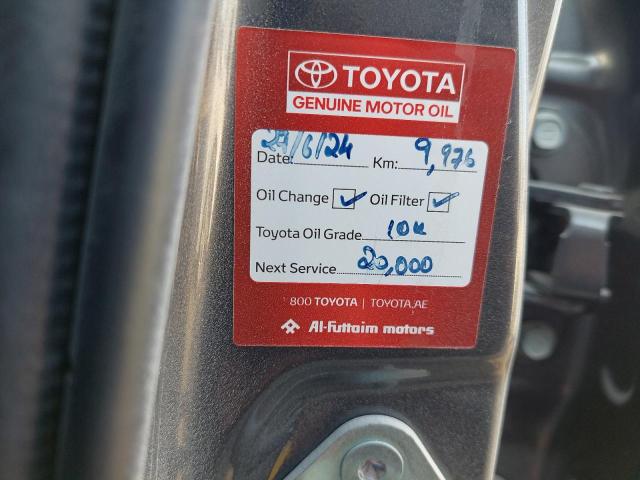 TOYOTA
GENUINE MOTOR OIL
Date: 27/6/24 Km: 9,976
Oil Change ✓ Oil Filter ✓
Toyota Oil Grade 10K
Next Service 20,000
800 TOYOTA | TOYOTA.AE
Al-Futtaim motors